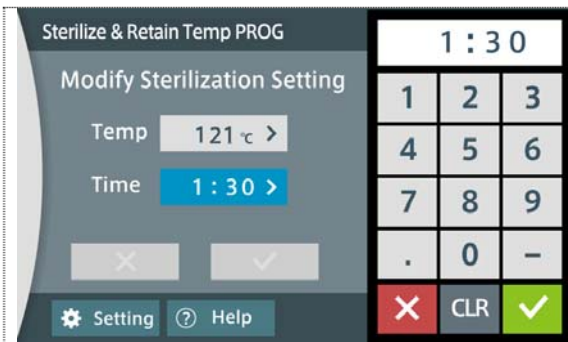 Sterilize & Retain Temp PROG
Modify Sterilization Setting
Temp 121 ℃ >
Time 1:30 >
Setting ? Help
1:30
1 2 3
4 5 6
7 8 9
. 0 -
CLR